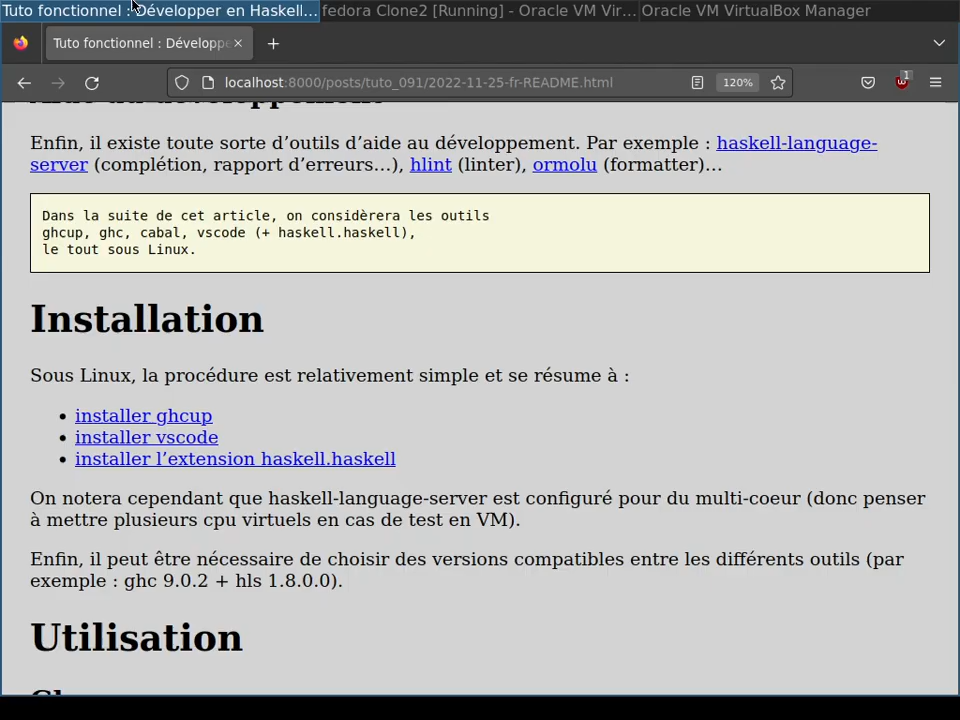 Tuto fonctionnel : Développer en Haskell... fedora Clone2 [Running] - Oracle VM Vir... Oracle VM VirtualBox Manager
Tuto fonctionnel : Développe
localhost:8000/posts/tuto_091/2022-11-25-fr-README.html 120% 1
Aide au développement
Enfin, il existe toute sorte d’outils d’aide au développement. Par exemple : haskell-language-
server (complétion, rapport d’erreurs…), hlint (linter), ormolu (formatter)…
Dans la suite de cet article, on considèrera les outils
ghcup, ghc, cabal, vscode (+ haskell.haskell),
le tout sous Linux.
Installation
Sous Linux, la procédure est relativement simple et se résume à :
• installer ghcup
• installer vscode
• installer l’extension haskell.haskell
On notera cependant que haskell-language-server est configuré pour du multi-coeur (donc penser
à mettre plusieurs cpu virtuels en cas de test en VM).
Enfin, il peut être nécessaire de choisir des versions compatibles entre les différents outils (par
exemple : ghc 9.0.2 + hls 1.8.0.0).
Utilisation